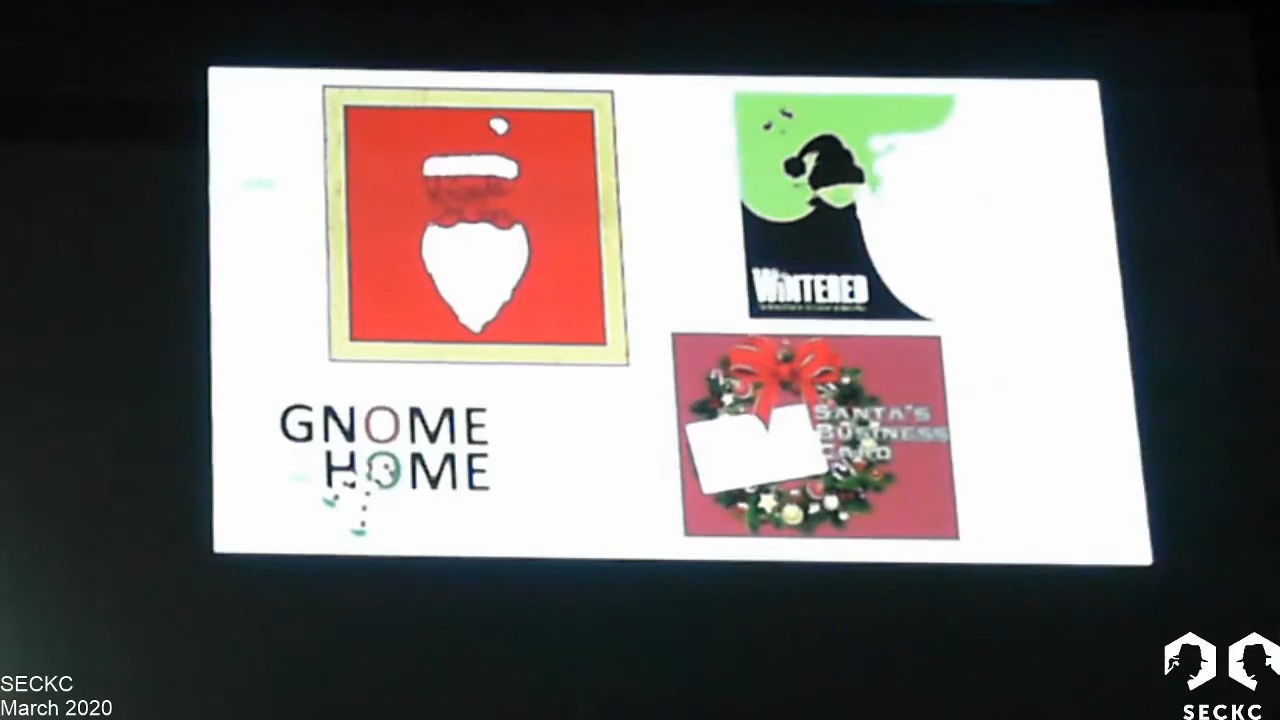 WiNTERED
GNOME
HOME
SANTA'S
BUSINESS
CARD
SECKC
March 2020
SECKC